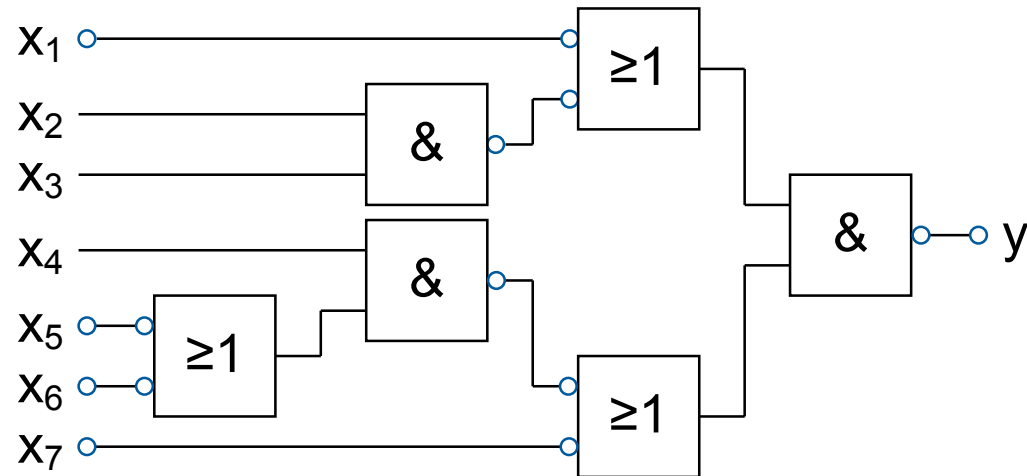 x₁
≥1
x₂
&
x₃
x₄
&
&
y
x₅
≥1
x₆
≥1
x₇